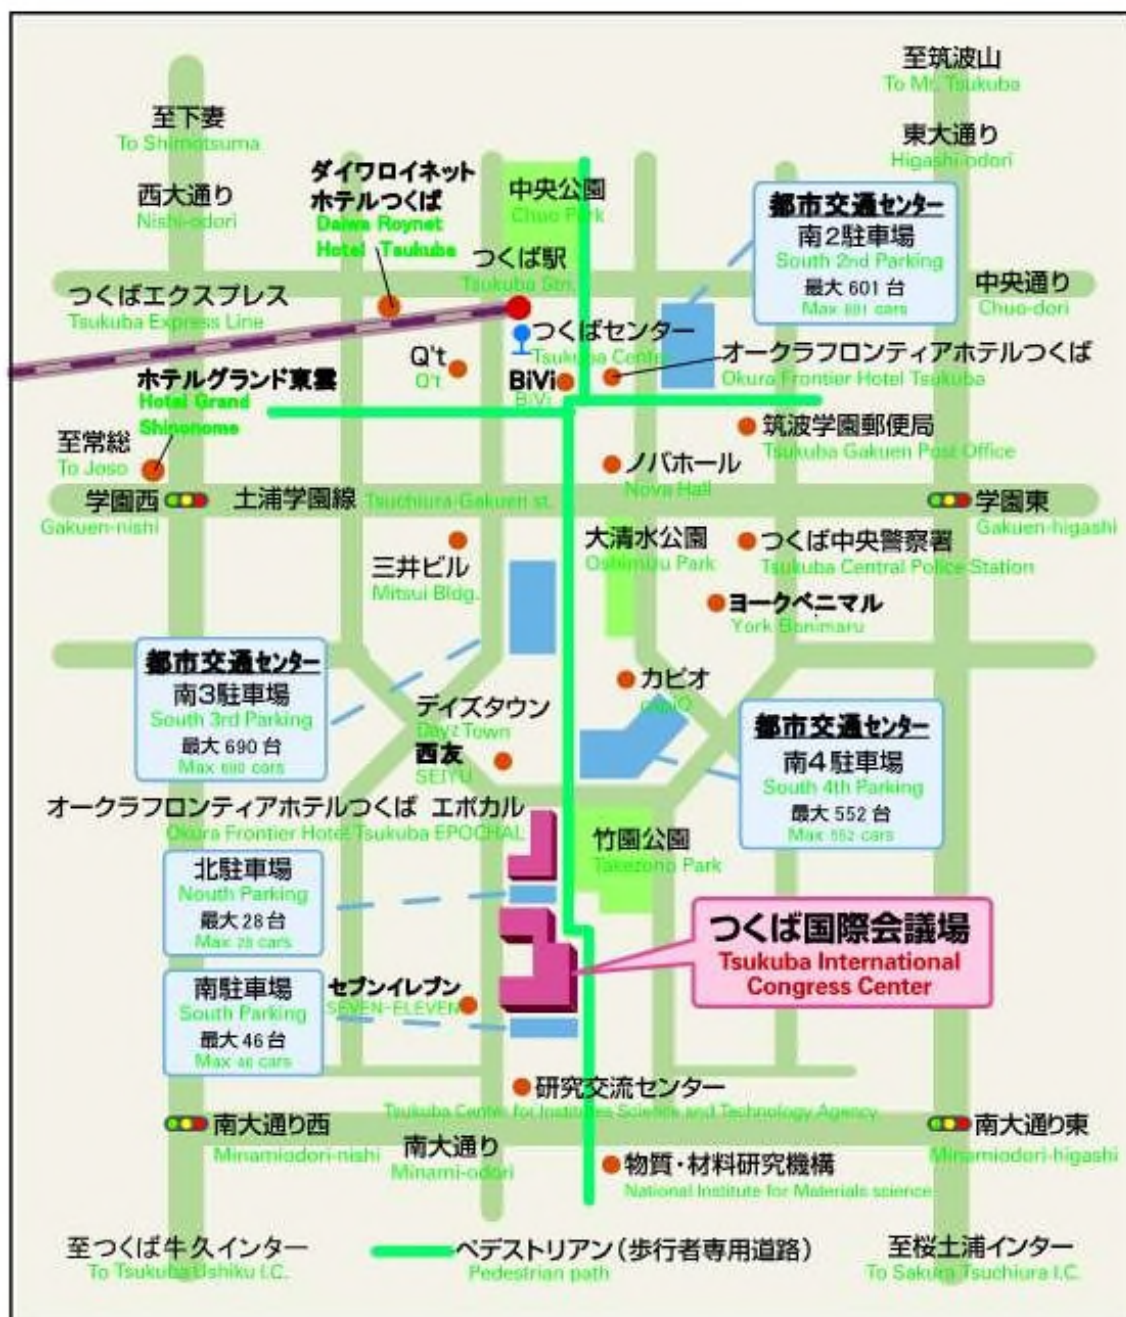 至筑波山
To Mt. Tsukuba
至下妻
To Shimotsuma
東大通り
Higashi-odori
ダイワロイネット
ホテルつくば
Daiwa Roynet
Hotel Tsukuba
中央公園
Chuo Park
西大通り
Nishi-odori
都市交通センター
南2駐車場
South 2nd Parking
最大 601 台
つくば駅
Tsukuba Stn.
中央通り
Chuo-dori
つくばエクスプレス
Tsukuba Express Line
つくばセンター
Tsukuba Center
オークラフロンティアホテルつくば
Okura Frontier Hotel Tsukuba
Q't
Q't
BiVi
BiVi
ホテルグランド東雲
Hotel Grand
Shinonome
筑波学園郵便局
Tsukuba Gakuen Post Office
至常総
To Joso
ノバホール
Nova Hall
学園西
Gakuen-nishi
土浦学園線
Tsuchiura-Gakuen st.
学園東
Gakuen-higashi
大清水公園
Oshimizu Park
つくば中央警察署
Tsukuba Central Police Station
三井ビル
Mitsui Bldg.
ヨークベニマル
York Benimaru
都市交通センター
南3駐車場
South 3rd Parking
最大 690 台
Max 690 cars
カピオ
capiO
デイズタウン
Dayz Town
西友
SEIYU
都市交通センター
南4駐車場
South 4th Parking
最大 552 台
Max 552 cars
オークラフロンティアホテルつくば エポカル
Okura Frontier Hotel Tsukuba EPOCHAL
竹園公園
Takezono Park
北駐車場
Nouth Parking
最大 28 台
Max 28 cars
つくば国際会議場
Tsukuba International
Congress Center
南駐車場
South Parking
最大 46 台
Max 46 cars
セブンイレブン
SEVEN-ELEVEN
研究交流センター
Tsukuba Center for Institutes Science and Technology Agency
南大通り西
Minamiodori-nishi
南大通り
Minami-odori
南大通り東
Minamiodori-higashi
物質・材料研究機構
National Institute for Materials science
至つくば牛久インター
To Tsukuba Ushiku I.C.
ペデストリアン(歩行者専用道路)
Pedestrian path
至桜土浦インター
To Sakura Tsuchiura I.C.